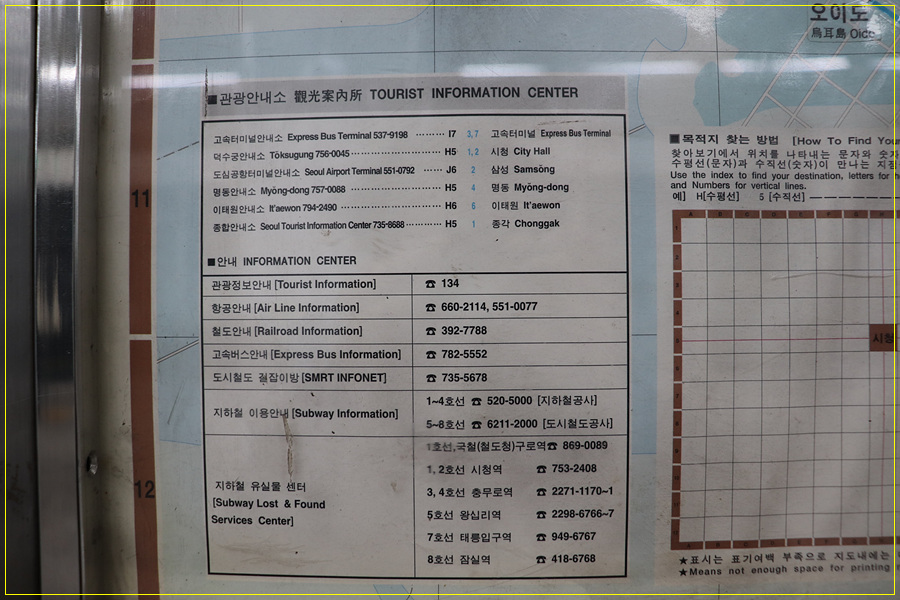 오이도
烏耳島 Oido
■관광안내소 觀光案內所 TOURIST INFORMATION CENTER
고속터미널안내소 Express Bus Terminal 537-9198 ········· I7 3, 7 고속터미널 Express Bus Terminal
덕수궁안내소 Tŏksugung 756-0045 ········· H5 1, 2 시청 City Hall
도심공항터미널안내소 Seoul Airport Terminal 551-0792 ······ J6 2 삼성 Samsŏng
명동안내소 Myŏng-dong 757-0088 ········· H5 4 명동 Myŏng-dong
이태원안내소 It'aewon 794-2490 ········· H6 6 이태원 It'aewon
종합안내소 Seoul Tourist Information Center 735-8688 ········· H5 1 종각 Chonggak
■안내 INFORMATION CENTER
관광정보안내 [Tourist Information] ☎ 134
항공안내 [Air Line Information] ☎ 660-2114, 551-0077
철도안내 [Railroad Information] ☎ 392-7788
고속버스안내 [Express Bus Information] ☎ 782-5552
도시철도 길잡이방 [SMRT INFONET] ☎ 735-5678
지하철 이용안내 [Subway Information]
1~4호선 ☎ 520-5000 [지하철공사]
5~8호선 ☎ 6211-2000 [도시철도공사]
지하철 유실물 센터
[Subway Lost & Found
Services Center]
1호선,국철(철도청)구로역☎ 869-0089
1, 2호선 시청역 ☎ 753-2408
3, 4호선 충무로역 ☎ 2271-1170~1
5호선 왕십리역 ☎ 2298-6766~7
7호선 태릉입구역 ☎ 949-6767
8호선 잠실역 ☎ 418-6768
11
12
■목적지 찾는 방법 [How To Find Your
찾아보기에서 위치를 나타내는 문자와 숫자
수평선(문자)과 수직선(숫자)이 만나는 지점
Use the index to find your destination, letters for
and Numbers for vertical lines.
예] H[수평선] 5 [수직선]
시청
★표시는 표기여백 부족으로 지도내에는
★Means not enough space for printing